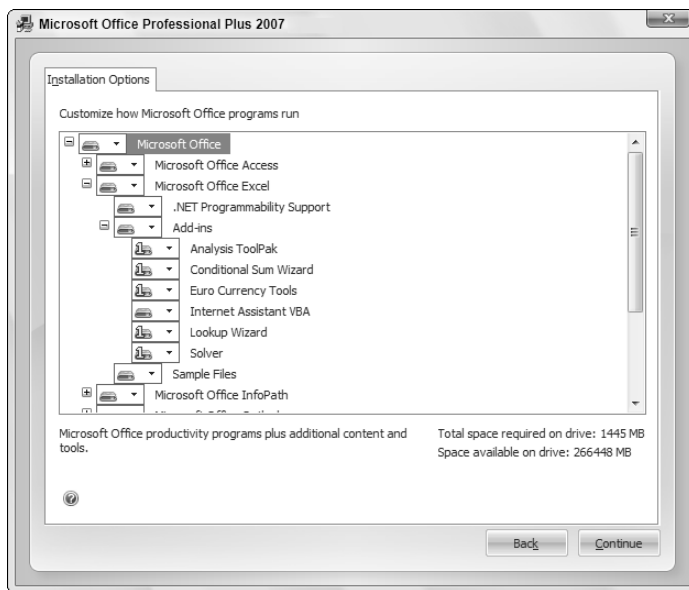 Microsoft Office Professional Plus 2007
Installation Options
Customize how Microsoft Office programs run
Microsoft Office
Microsoft Office Access
Microsoft Office Excel
.NET Programmability Support
Add-ins
Analysis ToolPak
Conditional Sum Wizard
Euro Currency Tools
Internet Assistant VBA
Lookup Wizard
Solver
Sample Files
Microsoft Office InfoPath
Microsoft Office productivity programs plus additional content and
tools.
Total space required on drive: 1445 MB
Space available on drive: 266448 MB
Back
Continue